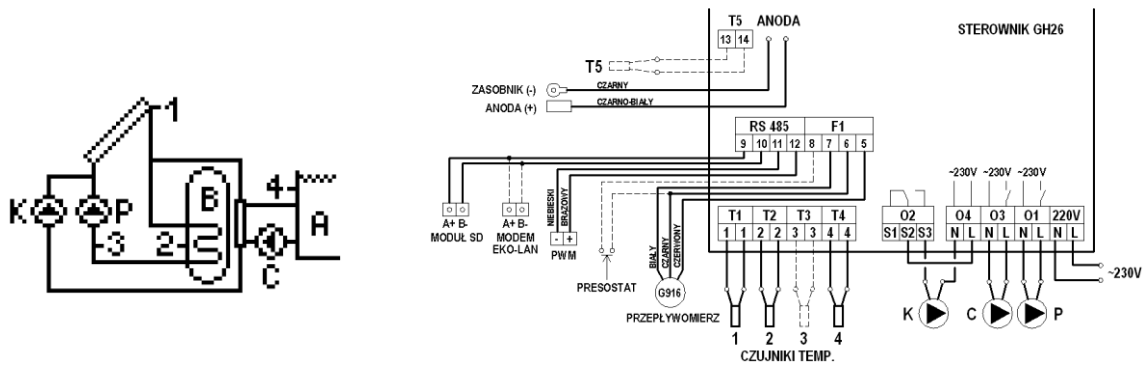 1
K
P
B
4
A
3
2
C
T5 ANODA
STEROWNIK GH26
13 14
T5
ZASOBNIK (-)
CZARNY
ANODA (+)
CZARNO-BIAŁY
RS 485 F1
9 10 11 12 8 7 6 5
NIEBIESKI
BRĄZOWY
A+ B-
MODUŁ SD
A+ B-
MODEM
EKO-LAN
- +
PWM
PRESOSTAT
BIAŁY
CZARNY
CZERWONY
G916
PRZEPŁYWOMIERZ
T1 T2 T3 T4
1 1 2 2 3 3 4 4
1 2 3 4
CZUJNIKI TEMP.
~230V ~230V ~230V
O2 O4 O3 O1 220V
S1 S2 S3 N L N L N L N L
~230V
K C P